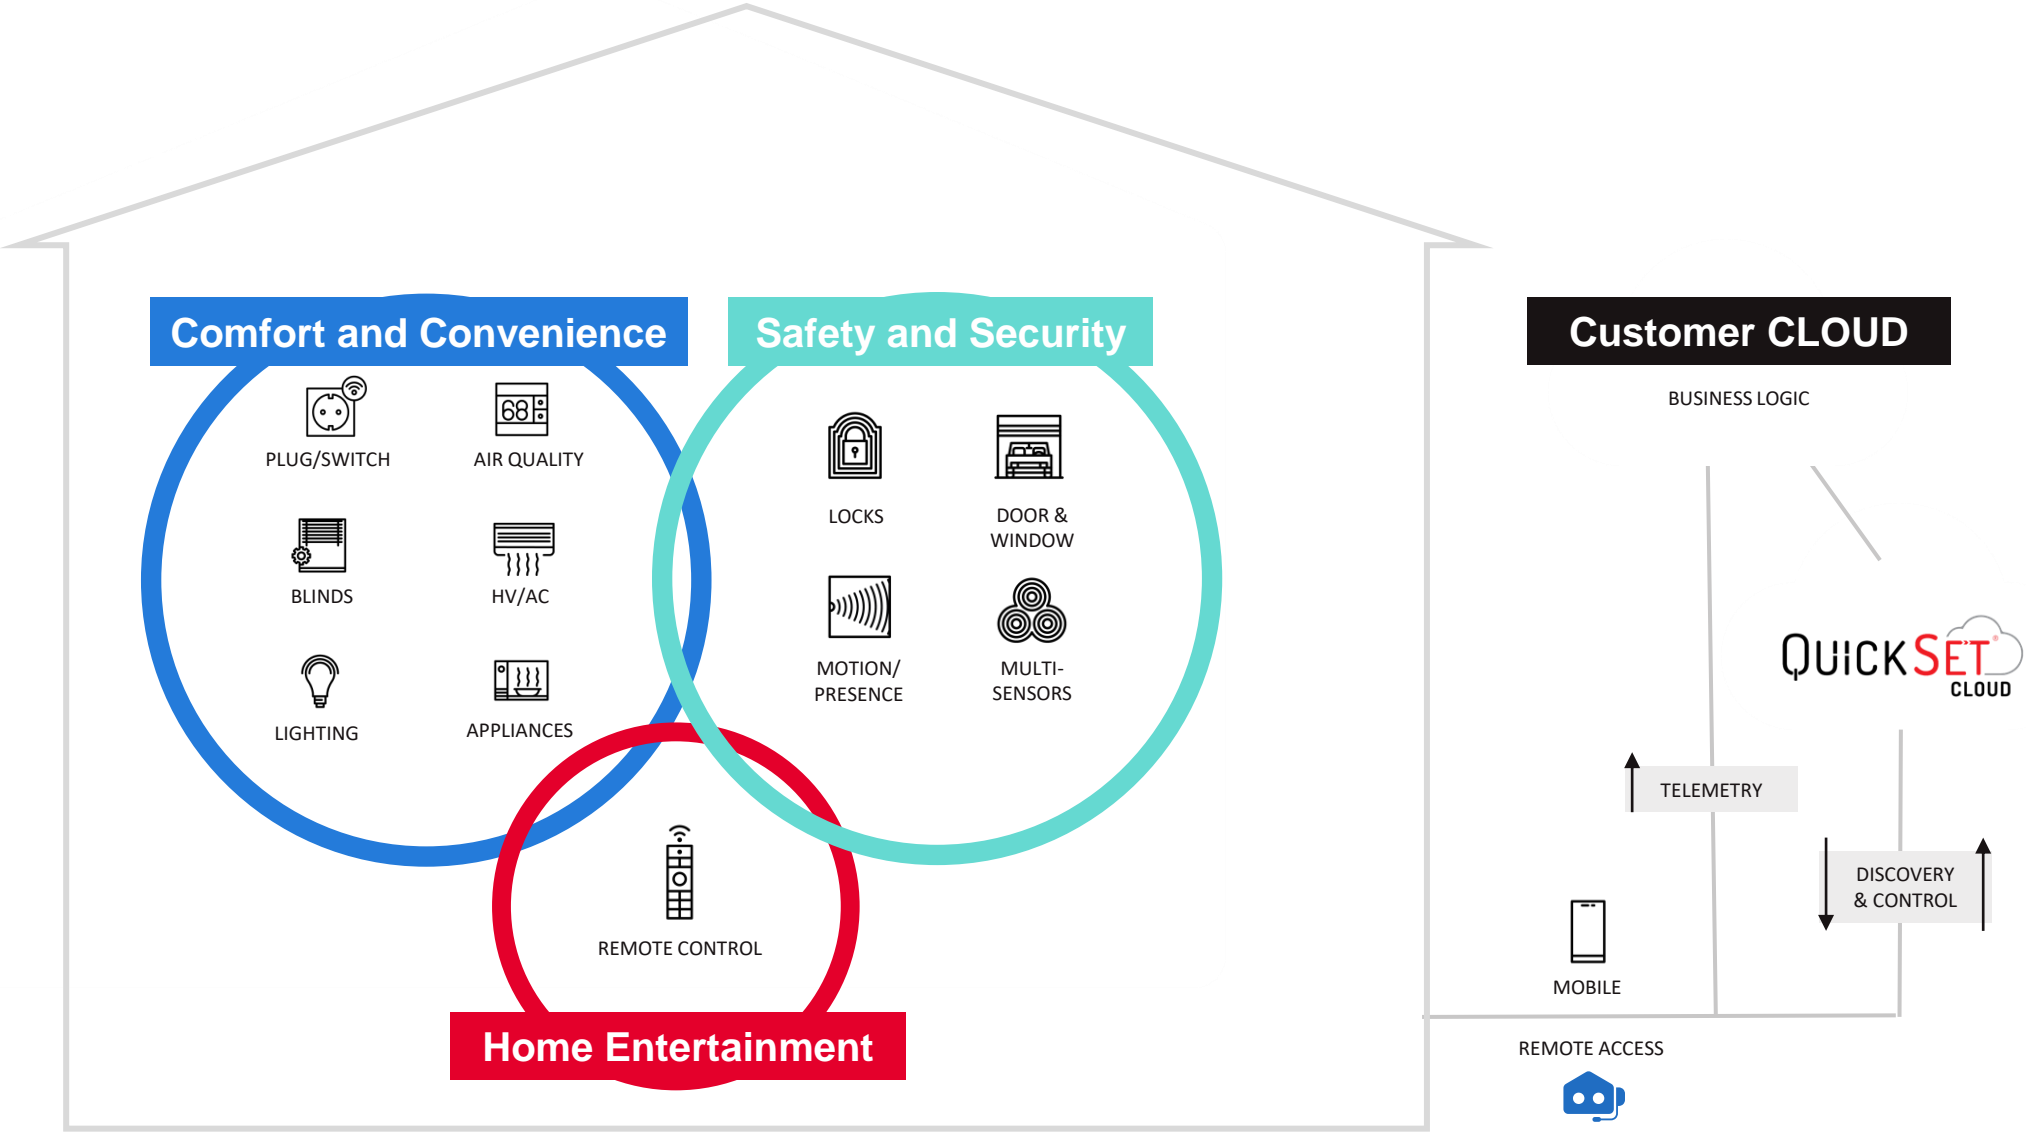 Comfort and Convenience
Safety and Security
Customer CLOUD
BUSINESS LOGIC
68
PLUG/SWITCH
AIR QUALITY
LOCKS
DOOR &
WINDOW
BLINDS
HV/AC
MOTION/
PRESENCE
MULTI-
SENSORS
LIGHTING
APPLIANCES
QUICKSET®
CLOUD
TELEMETRY
DISCOVERY
& CONTROL
REMOTE CONTROL
MOBILE
Home Entertainment
REMOTE ACCESS